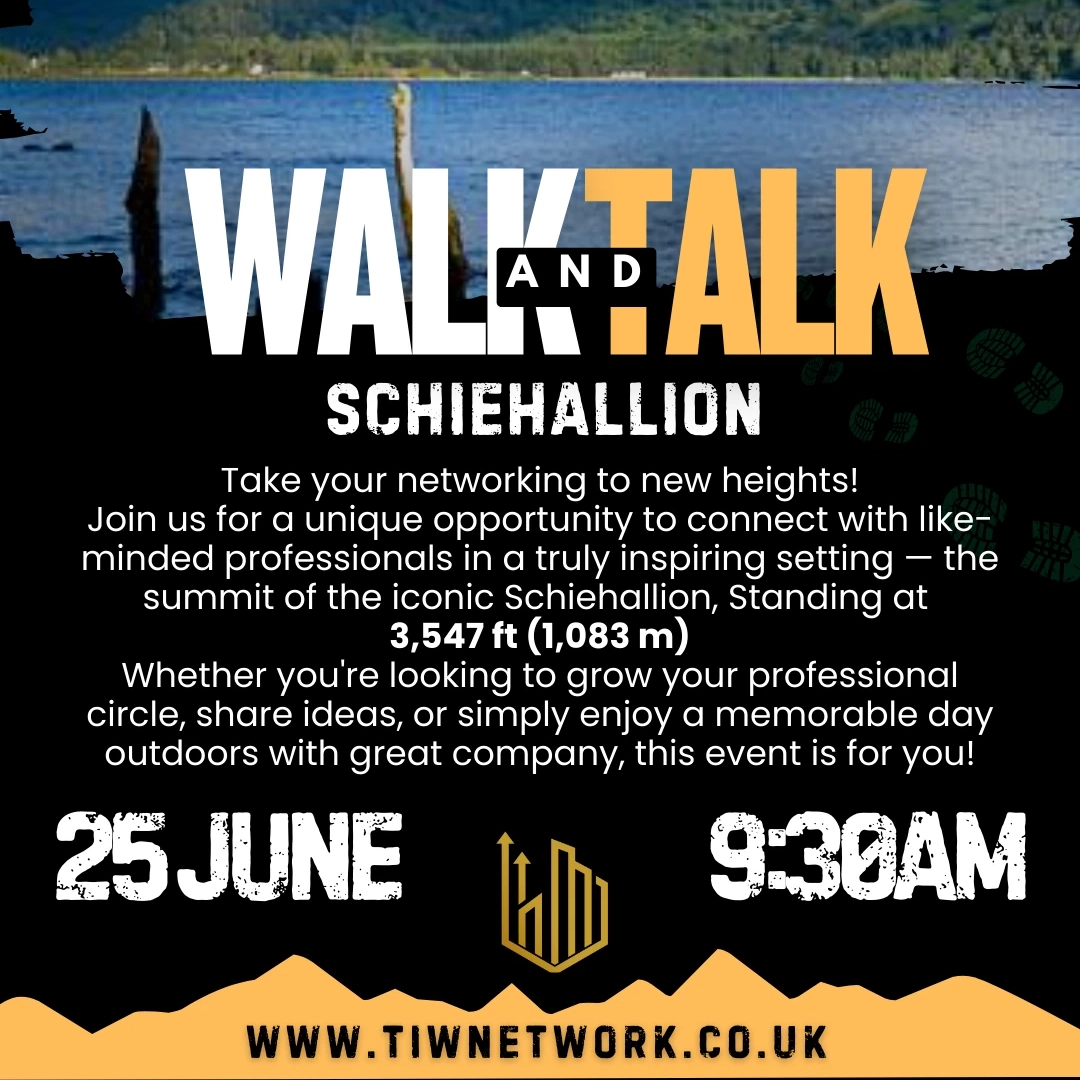 WALK AND TALK
SCHIEHALLION
Take your networking to new heights!
Join us for a unique opportunity to connect with like-
minded professionals in a truly inspiring setting — the
summit of the iconic Schiehallion, Standing at
3,547 ft (1,083 m)
Whether you're looking to grow your professional
circle, share ideas, or simply enjoy a memorable day
outdoors with great company, this event is for you!
25 JUNE
9:30AM
WWW.TIWNETWORK.CO.UK